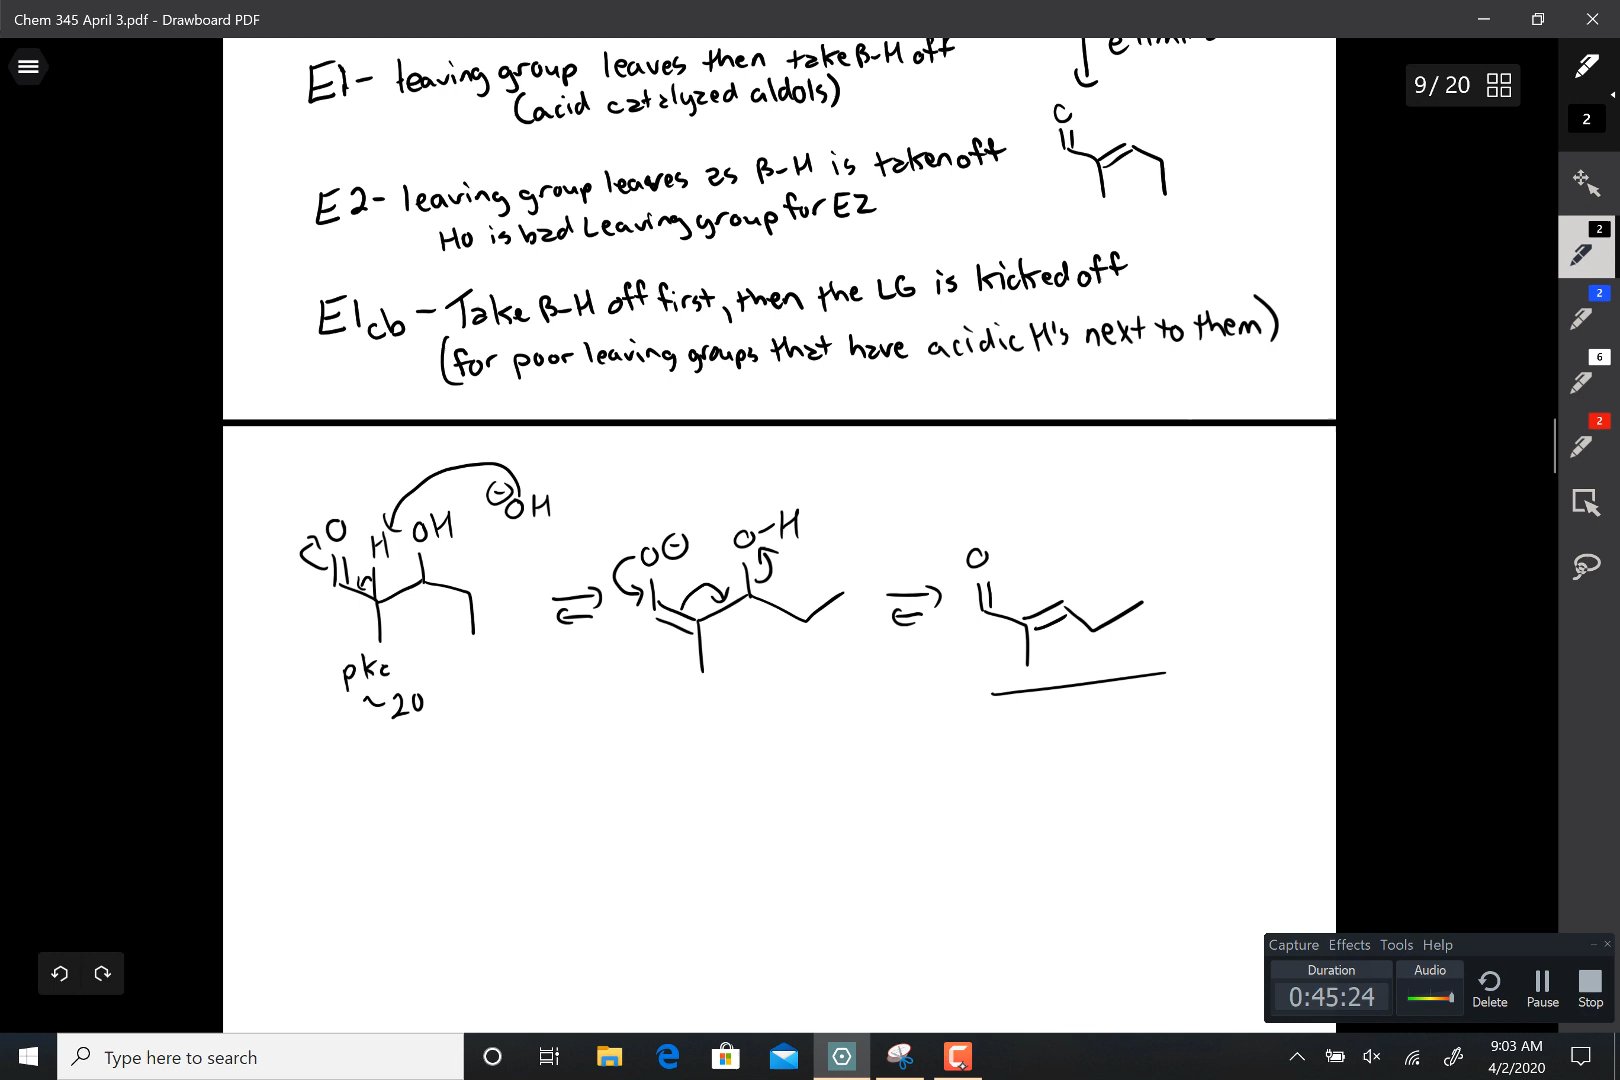 Chem 345 April 3.pdf - Drawboard PDF
9 / 20
2
2
2
6
2
E1 - leaving group leaves then take β-H off
(acid catalyzed aldols)
O
E2 - leaving group leaves as β-H is taken off
HO is bad Leaving group for E2
E1cb - Take β-H off first, then the LG is kicked off
(for poor leaving groups that have acidic H's next to them)
O H OH ⊖OH
O⊖ O-H
O
pka
~20
Capture Effects Tools Help
Duration Audio
0:45:24
Delete Pause Stop
Type here to search
9:03 AM
4/2/2020